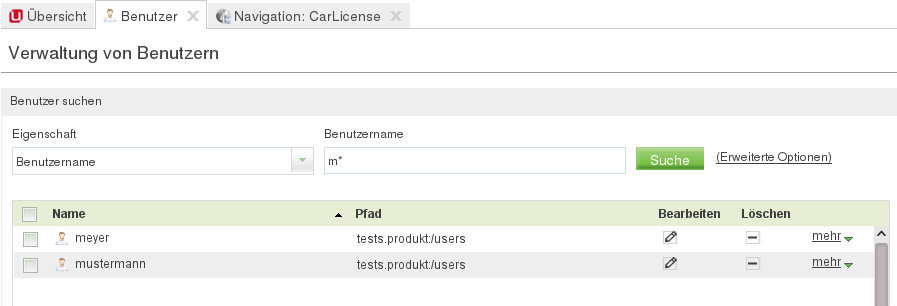 Übersicht Benutzer Navigation: CarLicense
Verwaltung von Benutzern
Benutzer suchen
Eigenschaft Benutzername
Benutzername m* Suche (Erweiterte Optionen)
Name Pfad Bearbeiten Löschen
meyer tests.produkt:/users mehr
mustermann tests.produkt:/users mehr